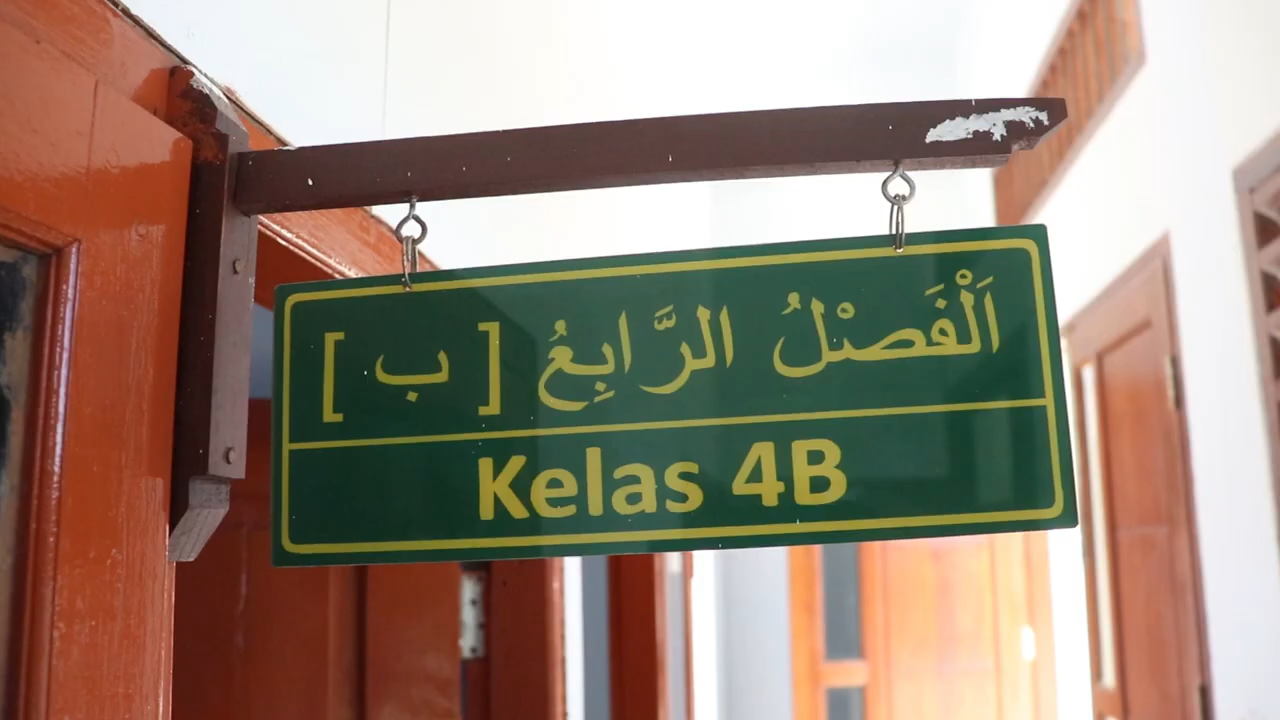 اَلْفَصْلُ الرَّابِعُ [ ب ]
Kelas 4B